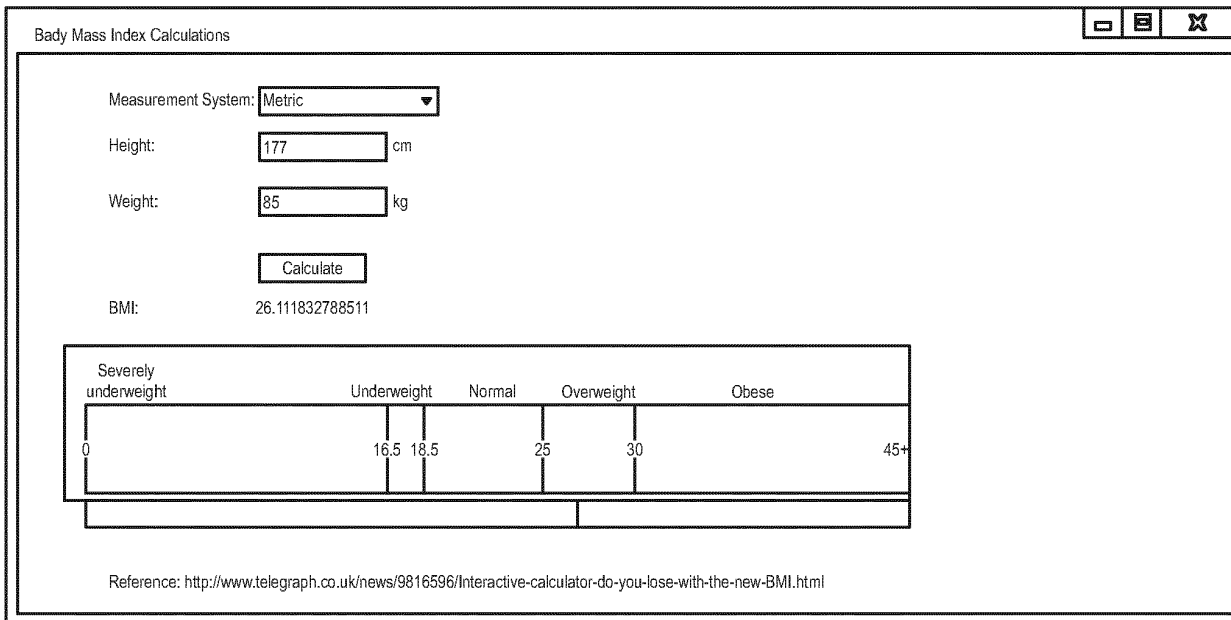 Bady Mass Index Calculations
Measurement System: Metric
Height: 177 cm
Weight: 85 kg
Calculate
BMI: 26.111832788511
Severely
underweight Underweight Normal Overweight Obese
0 16.5 18.5 25 30 45+
Reference: http://www.telegraph.co.uk/news/9816596/Interactive-calculator-do-you-lose-with-the-new-BMI.html